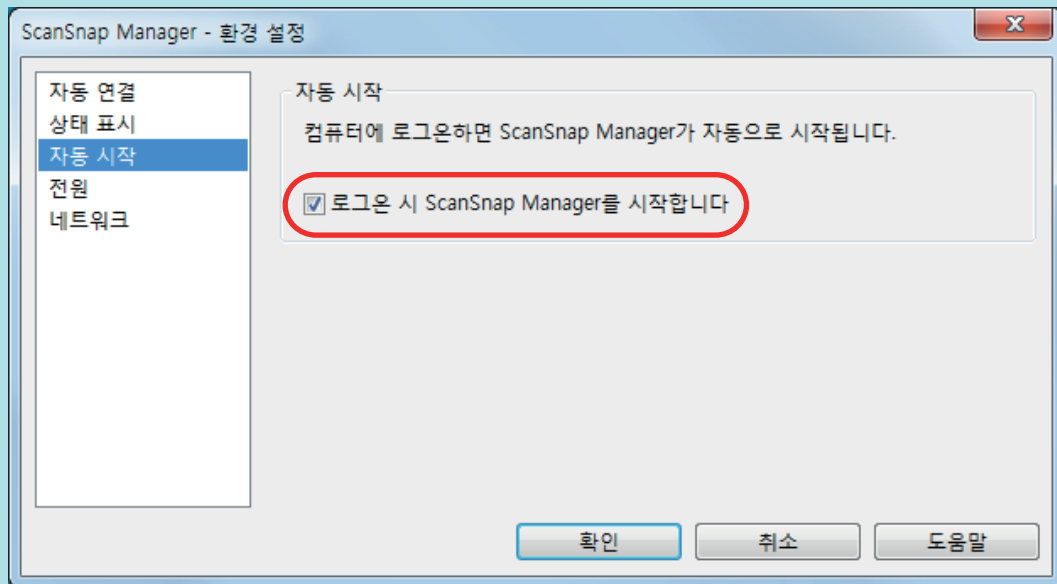 ScanSnap Manager - 환경 설정
자동 연결
상태 표시
자동 시작
전원
네트워크
자동 시작
컴퓨터에 로그온하면 ScanSnap Manager가 자동으로 시작됩니다.
로그온 시 ScanSnap Manager를 시작합니다
확인
취소
도움말